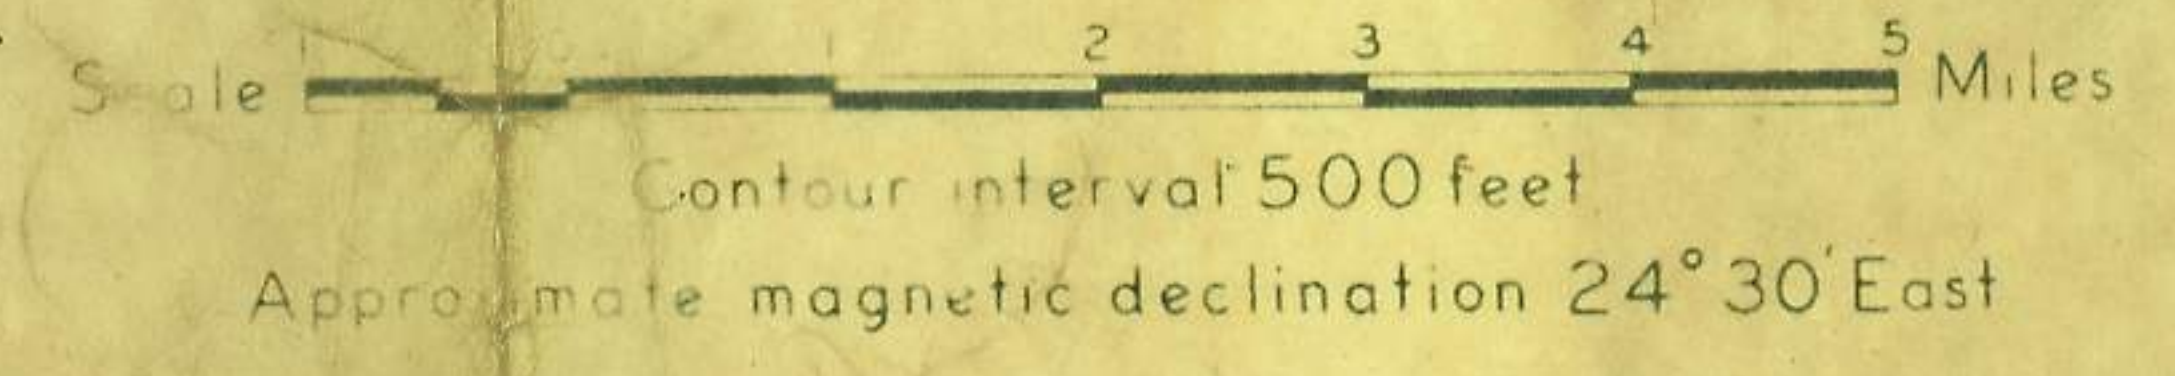 1 0 1 2 3 4 5
Scale Miles
Contour interval 500 feet
Approximate magnetic declination 24°30' East